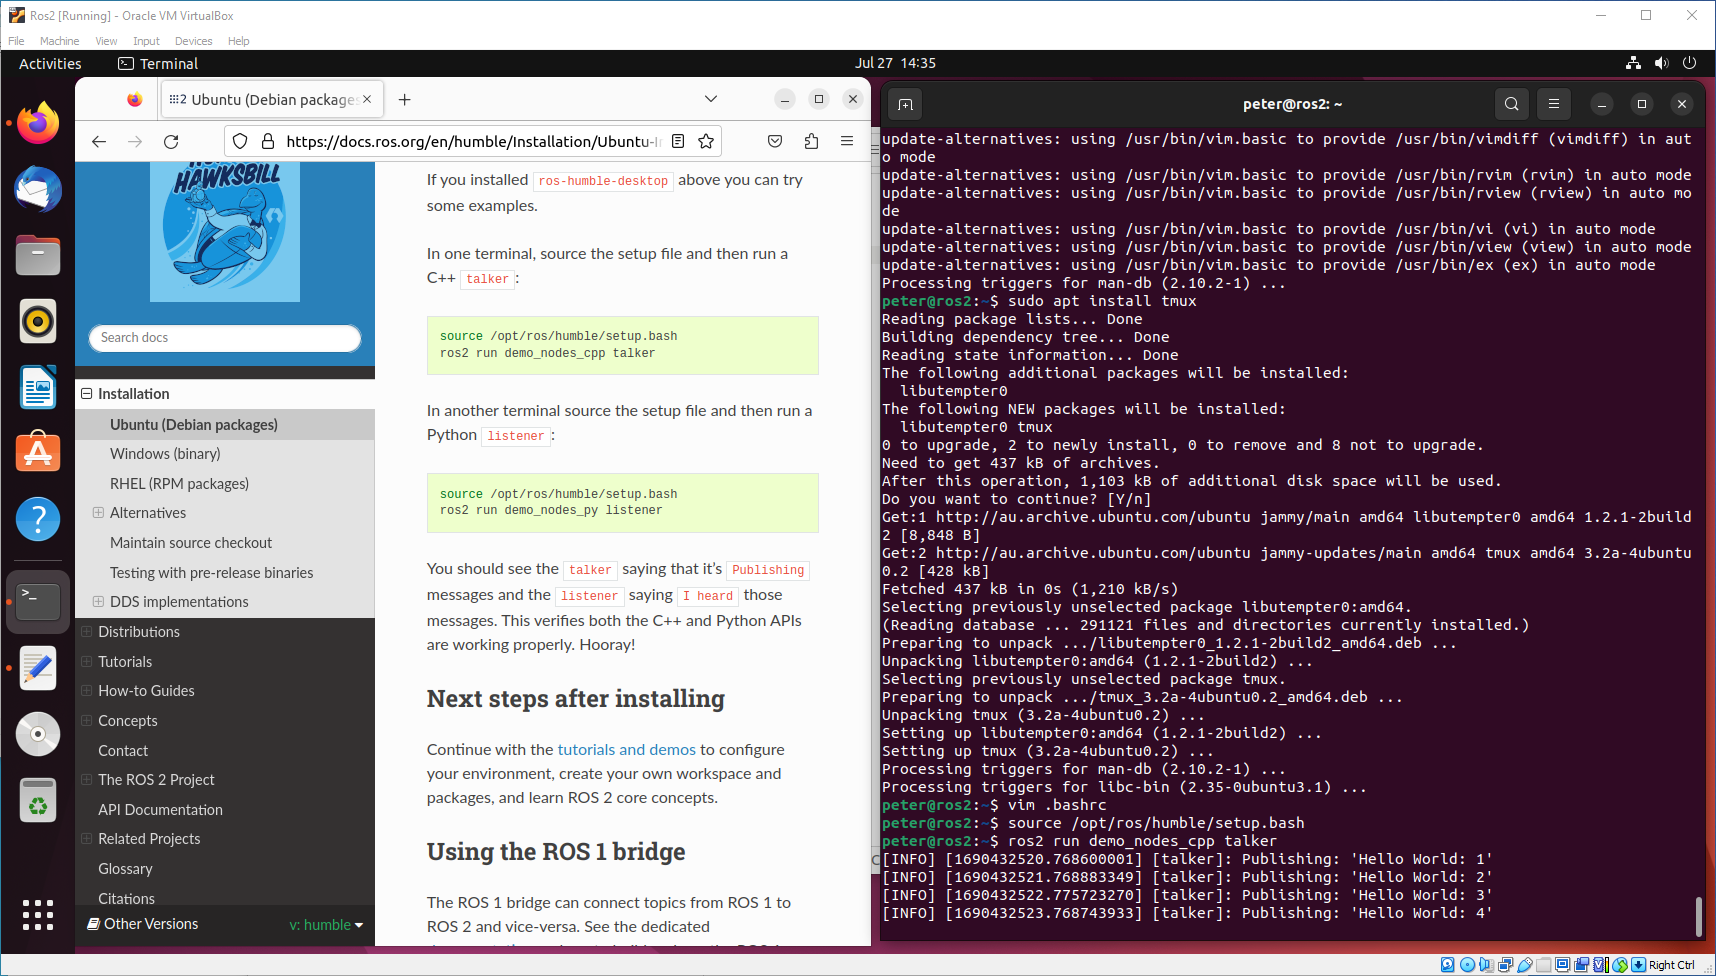 Ros2 [Running] - Oracle VM VirtualBox
File Machine View Input Devices Help
Activities Terminal Jul 27 14:35
Ubuntu (Debian packages
https://docs.ros.org/en/humble/Installation/Ubuntu-I
HAWKSBILL
Search docs
Installation
Ubuntu (Debian packages)
Windows (binary)
RHEL (RPM packages)
Alternatives
Maintain source checkout
Testing with pre-release binaries
DDS implementations
Distributions
Tutorials
How-to Guides
Concepts
Contact
The ROS 2 Project
API Documentation
Related Projects
Glossary
Citations
Other Versions v: humble
If you installed ros-humble-desktop above you can try
some examples.
In one terminal, source the setup file and then run a
C++ talker :
source /opt/ros/humble/setup.bash
ros2 run demo_nodes_cpp talker
In another terminal source the setup file and then run a
Python listener :
source /opt/ros/humble/setup.bash
ros2 run demo_nodes_py listener
You should see the talker saying that it’s Publishing
messages and the listener saying I heard those
messages. This verifies both the C++ and Python APIs
are working properly. Hooray!
Next steps after installing
Continue with the tutorials and demos to configure
your environment, create your own workspace and
packages, and learn ROS 2 core concepts.
Using the ROS 1 bridge
The ROS 1 bridge can connect topics from ROS 1 to
ROS 2 and vice-versa. See the dedicated
peter@ros2: ~
update-alternatives: using /usr/bin/vim.basic to provide /usr/bin/vimdiff (vimdiff) in aut
o mode
update-alternatives: using /usr/bin/vim.basic to provide /usr/bin/rvim (rvim) in auto mode
update-alternatives: using /usr/bin/vim.basic to provide /usr/bin/rview (rview) in auto mo
de
update-alternatives: using /usr/bin/vim.basic to provide /usr/bin/vi (vi) in auto mode
update-alternatives: using /usr/bin/vim.basic to provide /usr/bin/view (view) in auto mode
update-alternatives: using /usr/bin/vim.basic to provide /usr/bin/ex (ex) in auto mode
Processing triggers for man-db (2.10.2-1) ...
peter@ros2:~$ sudo apt install tmux
Reading package lists... Done
Building dependency tree... Done
Reading state information... Done
The following additional packages will be installed:
libutempter0
The following NEW packages will be installed:
libutempter0 tmux
0 to upgrade, 2 to newly install, 0 to remove and 8 not to upgrade.
Need to get 437 kB of archives.
After this operation, 1,103 kB of additional disk space will be used.
Do you want to continue? [Y/n]
Get:1 http://au.archive.ubuntu.com/ubuntu jammy/main amd64 libutempter0 amd64 1.2.1-2build
2 [8,848 B]
Get:2 http://au.archive.ubuntu.com/ubuntu jammy-updates/main amd64 tmux amd64 3.2a-4ubuntu
0.2 [428 kB]
Fetched 437 kB in 0s (1,210 kB/s)
Selecting previously unselected package libutempter0:amd64.
(Reading database ... 291121 files and directories currently installed.)
Preparing to unpack .../libutempter0_1.2.1-2build2_amd64.deb ...
Unpacking libutempter0:amd64 (1.2.1-2build2) ...
Selecting previously unselected package tmux.
Preparing to unpack .../tmux_3.2a-4ubuntu0.2_amd64.deb ...
Unpacking tmux (3.2a-4ubuntu0.2) ...
Setting up libutempter0:amd64 (1.2.1-2build2) ...
Setting up tmux (3.2a-4ubuntu0.2) ...
Processing triggers for man-db (2.10.2-1) ...
Processing triggers for libc-bin (2.35-0ubuntu3.1) ...
peter@ros2:~$ vim .bashrc
peter@ros2:~$ source /opt/ros/humble/setup.bash
peter@ros2:~$ ros2 run demo_nodes_cpp talker
[INFO] [1690432520.768600001] [talker]: Publishing: 'Hello World: 1'
[INFO] [1690432521.768883349] [talker]: Publishing: 'Hello World: 2'
[INFO] [1690432522.775723270] [talker]: Publishing: 'Hello World: 3'
[INFO] [1690432523.768743933] [talker]: Publishing: 'Hello World: 4'
Right Ctrl